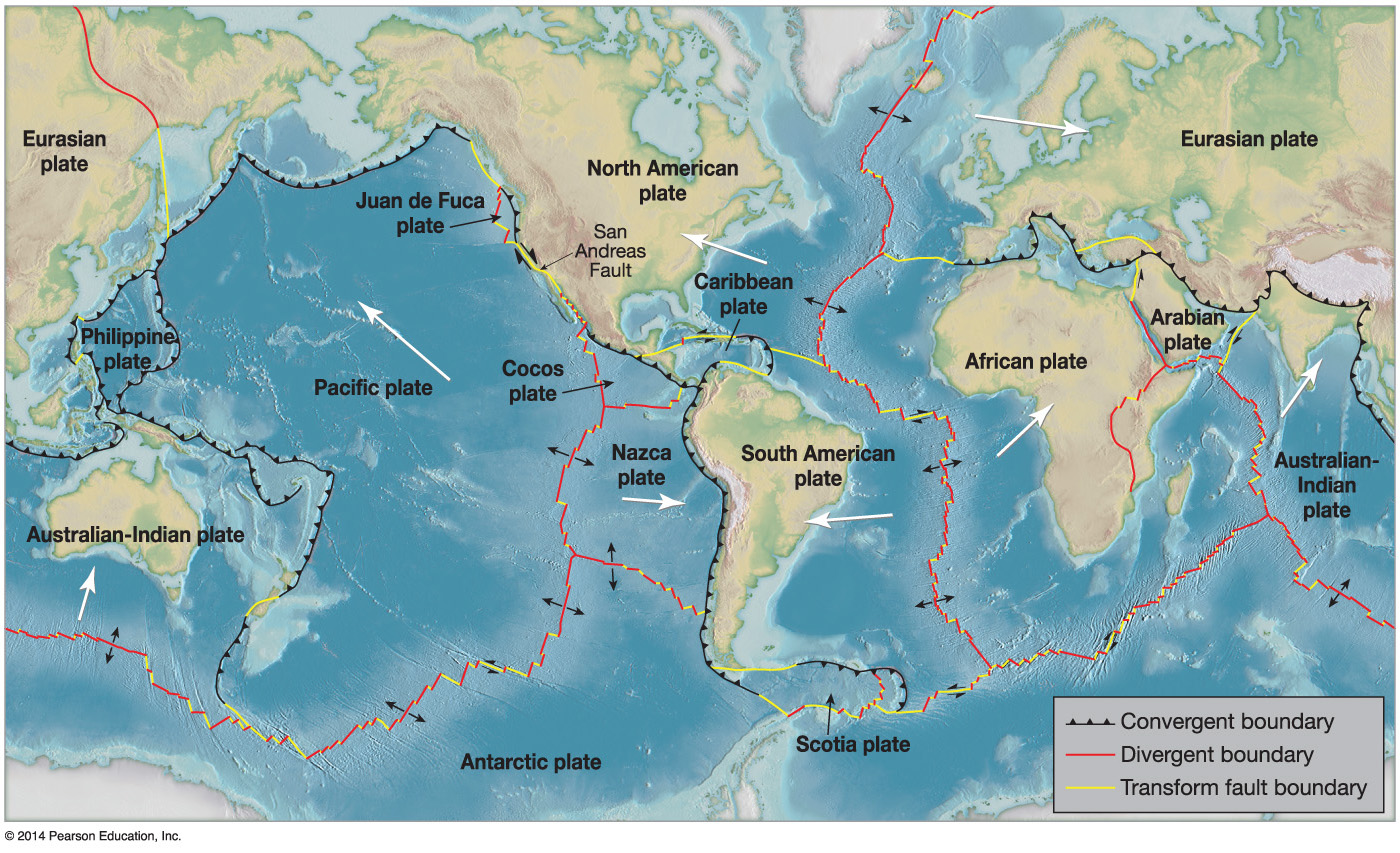 Eurasian
plate
North American
plate
Eurasian plate
Juan de Fuca
plate
San
Andreas
Fault
Caribbean
plate
Philippine
plate
Arabian
plate
Cocos
plate
African plate
Pacific plate
Nazca
plate
South American
plate
Australian-
Indian
plate
Australian-Indian plate
Antarctic plate
Scotia plate
Convergent boundary
Divergent boundary
Transform fault boundary
© 2014 Pearson Education, Inc.